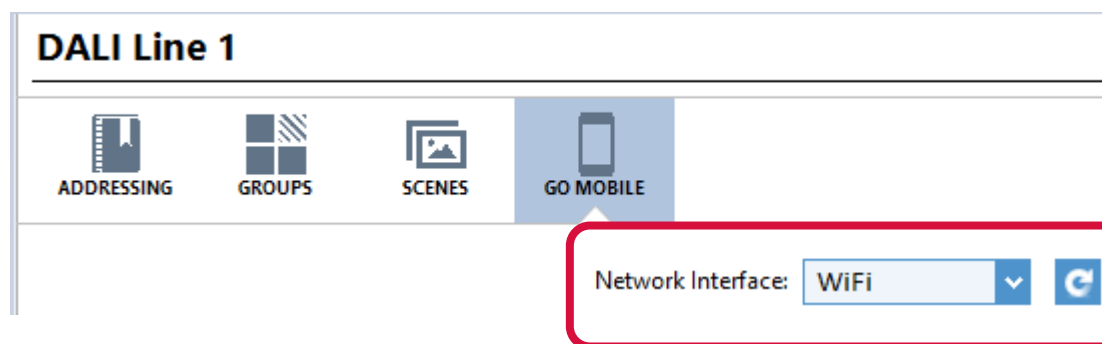 DALI Line 1
ADDRESSING GROUPS SCENES GO MOBILE
Network Interface: WiFi